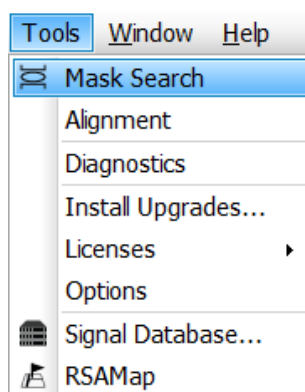 Tools Window Help
Mask Search
Alignment
Diagnostics
Install Upgrades...
Licenses
Options
Signal Database...
RSAMap